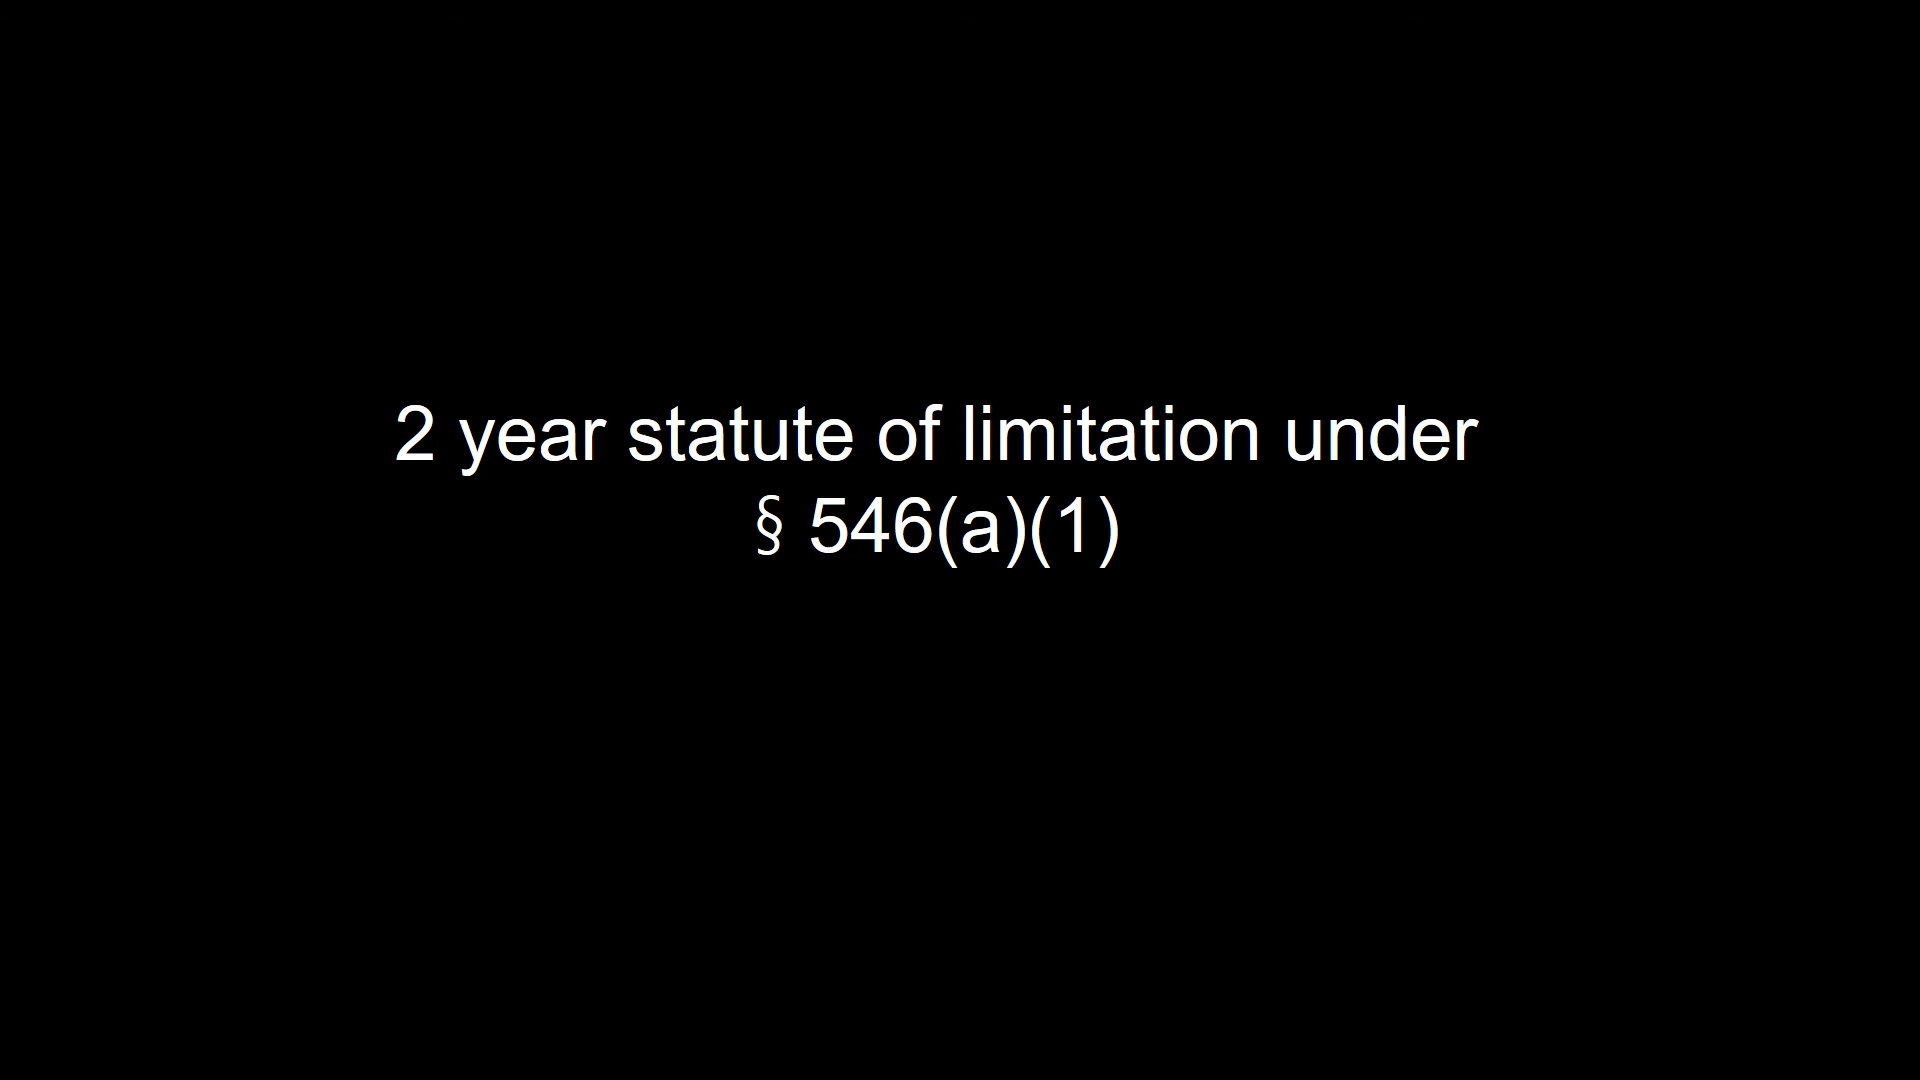 2 year statute of limitation under
§ 546(a)(1)